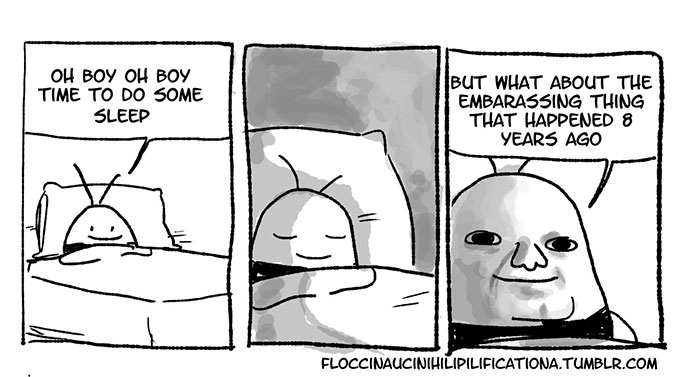 OH BOY OH BOY
TIME TO DO SOME
SLEEP
BUT WHAT ABOUT THE
EMBARASSING THING
THAT HAPPENED 8
YEARS AGO
FLOCCINAUCINIHILIPILIFICATIONA.TUMBLR.COM